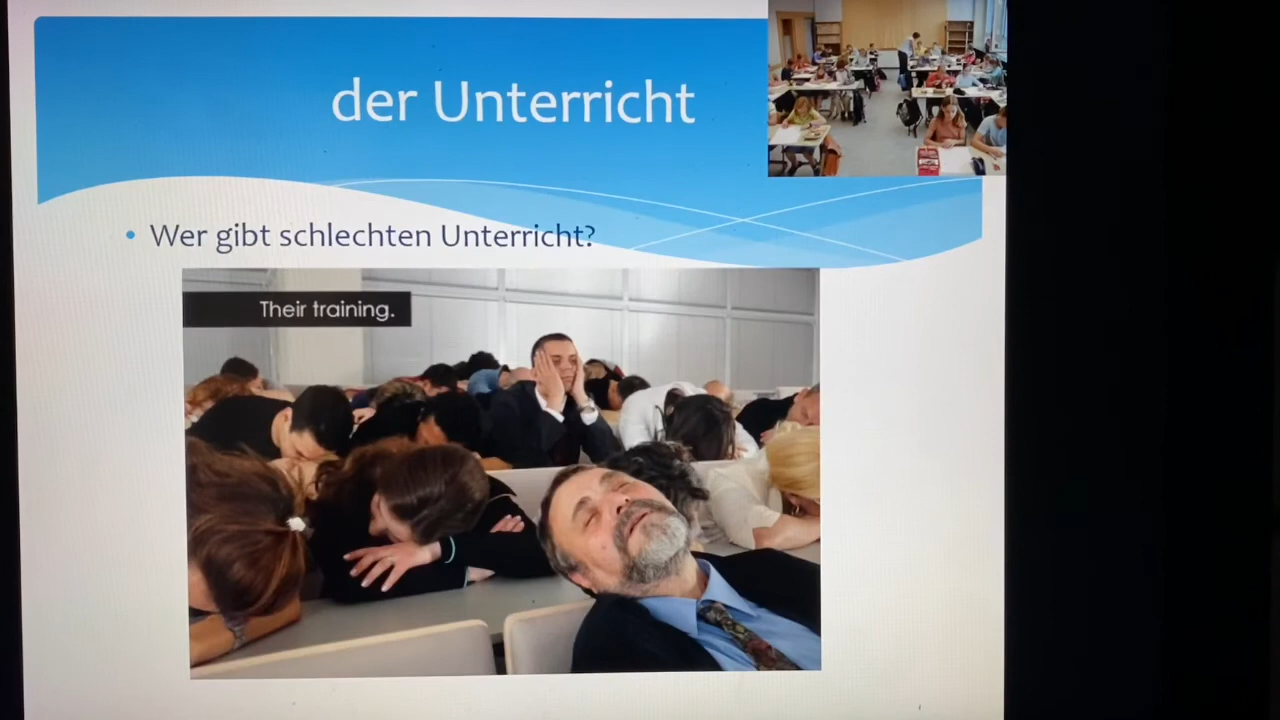 der Unterricht
• Wer gibt schlechten Unterricht?
Their training.